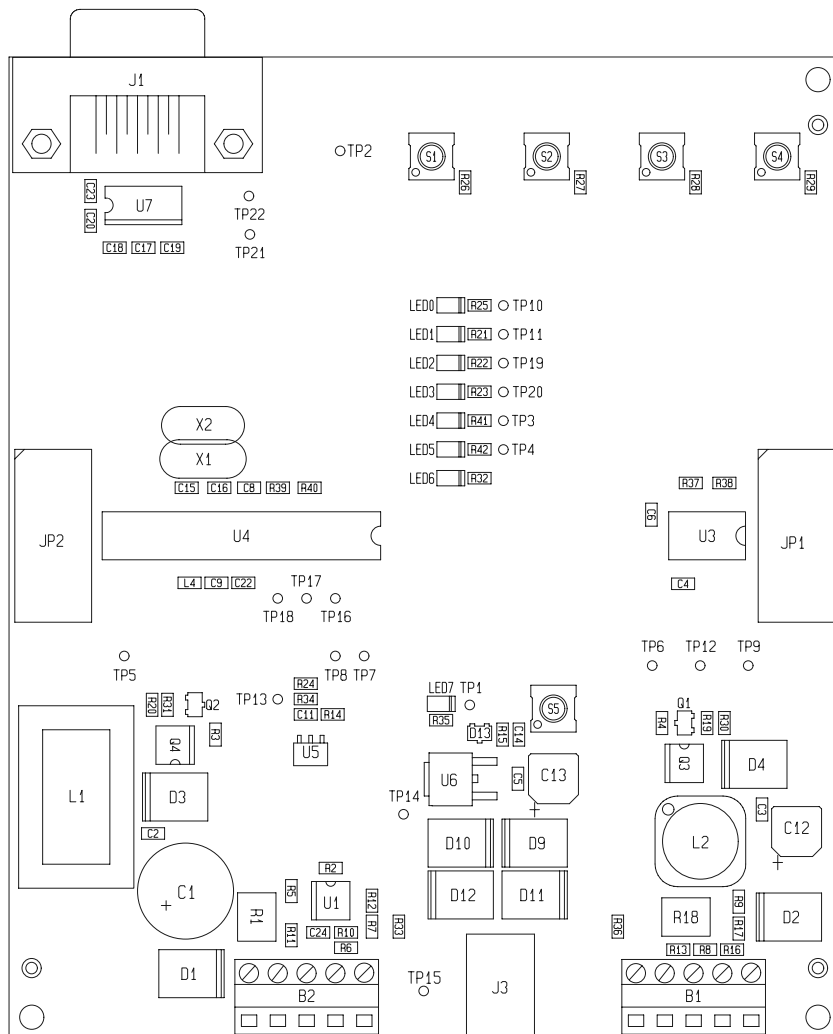 J1
TP2
S1
S2
S3
S4
R26
R27
R28
R29
C23
U7
C20
TP22
C18
C17
C19
TP21
LED0
R25
TP10
LED1
R21
TP11
LED2
R22
TP19
LED3
R23
TP20
LED4
R41
TP3
LED5
R42
TP4
LED6
R32
X2
X1
C15
C16
C8
R39
R40
R37
R38
C6
JP2
U4
U3
JP1
L4
C9
C22
TP17
C4
TP18
TP16
TP5
TP8
TP7
TP6
TP12
TP9
R24
R34
C11
R14
TP13
LED7
TP1
R35
S5
R20
R31
Q2
R3
Q4
U5
D13
R15
C14
Q1
R4
R19
R30
Q3
D4
L1
D3
U6
C5
C13
C3
C12
TP14
C2
D10
D9
L2
C1
R2
R5
U1
R12
D12
D11
R1
R11
C24
R10
R7
R33
R6
R36
R18
R9
R17
D2
R13
R8
R16
D1
B2
TP15
J3
B1